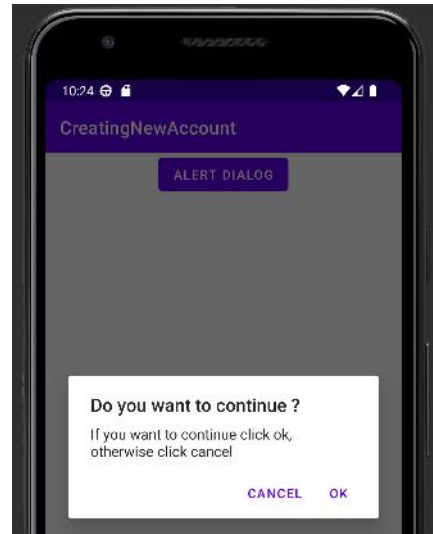 10:24
CreatingNewAccount
ALERT DIALOG
Do you want to continue ?
If you want to continue click ok,
otherwise click cancel
CANCEL OK